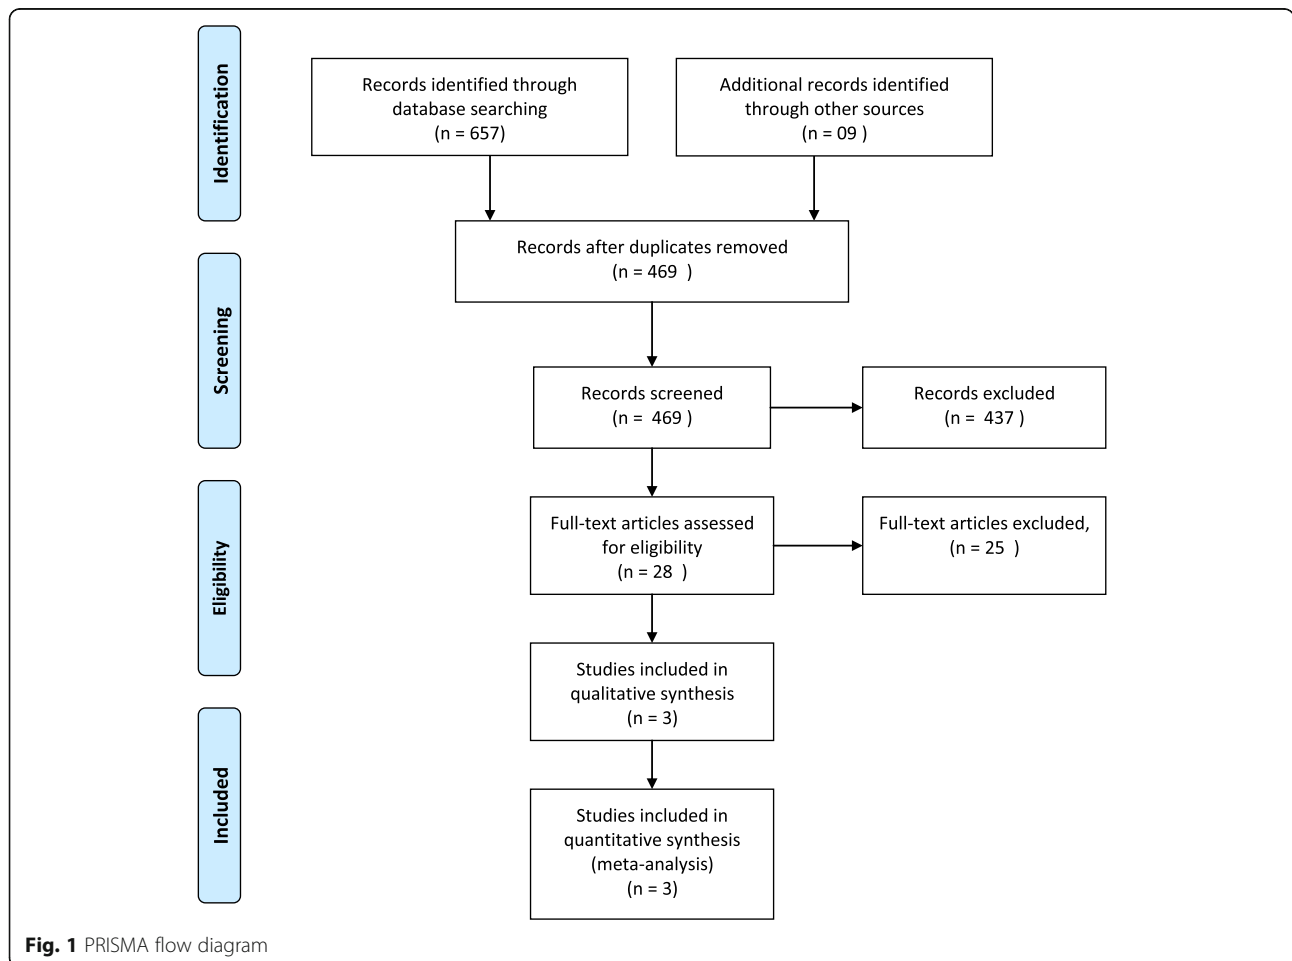 Identification
Records identified through
database searching
(n = 657)
Additional records identified
through other sources
(n = 09 )
Records after duplicates removed
(n = 469 )
Screening
Records screened
(n = 469 )
Records excluded
(n = 437 )
Eligibility
Full-text articles assessed
for eligibility
(n = 28 )
Full-text articles excluded,
(n = 25 )
Studies included in
qualitative synthesis
(n = 3)
Included
Studies included in
quantitative synthesis
(meta-analysis)
(n = 3)
Fig. 1 PRISMA flow diagram